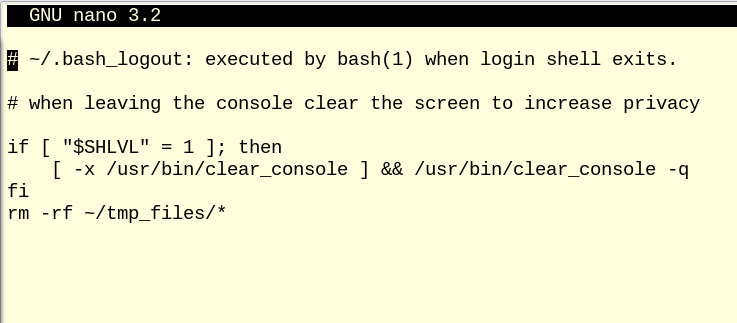 GNU nano 3.2
# ~/.bash_logout: executed by bash(1) when login shell exits.
# when leaving the console clear the screen to increase privacy
if [ "$SHLVL" = 1 ]; then
    [ -x /usr/bin/clear_console ] && /usr/bin/clear_console -q
fi
rm -rf ~/tmp_files/*